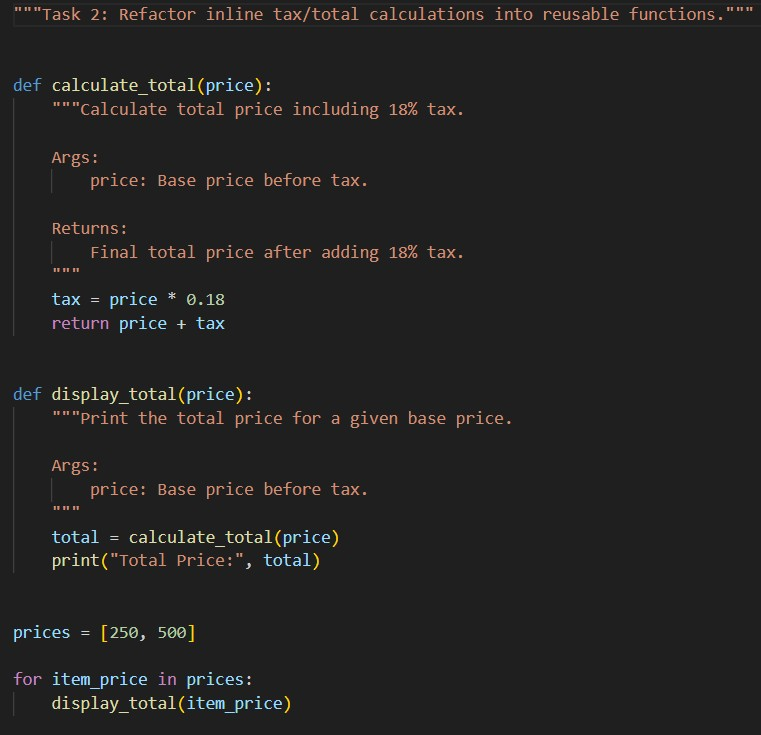 """Task 2: Refactor inline tax/total calculations into reusable functions."""
def calculate_total(price):
    """Calculate total price including 18% tax.
    Args:
        price: Base price before tax.
    Returns:
        Final total price after adding 18% tax.
    """
    tax = price * 0.18
    return price + tax
def display_total(price):
    """Print the total price for a given base price.
    Args:
        price: Base price before tax.
    """
    total = calculate_total(price)
    print("Total Price:", total)
prices = [250, 500]
for item_price in prices:
    display_total(item_price)